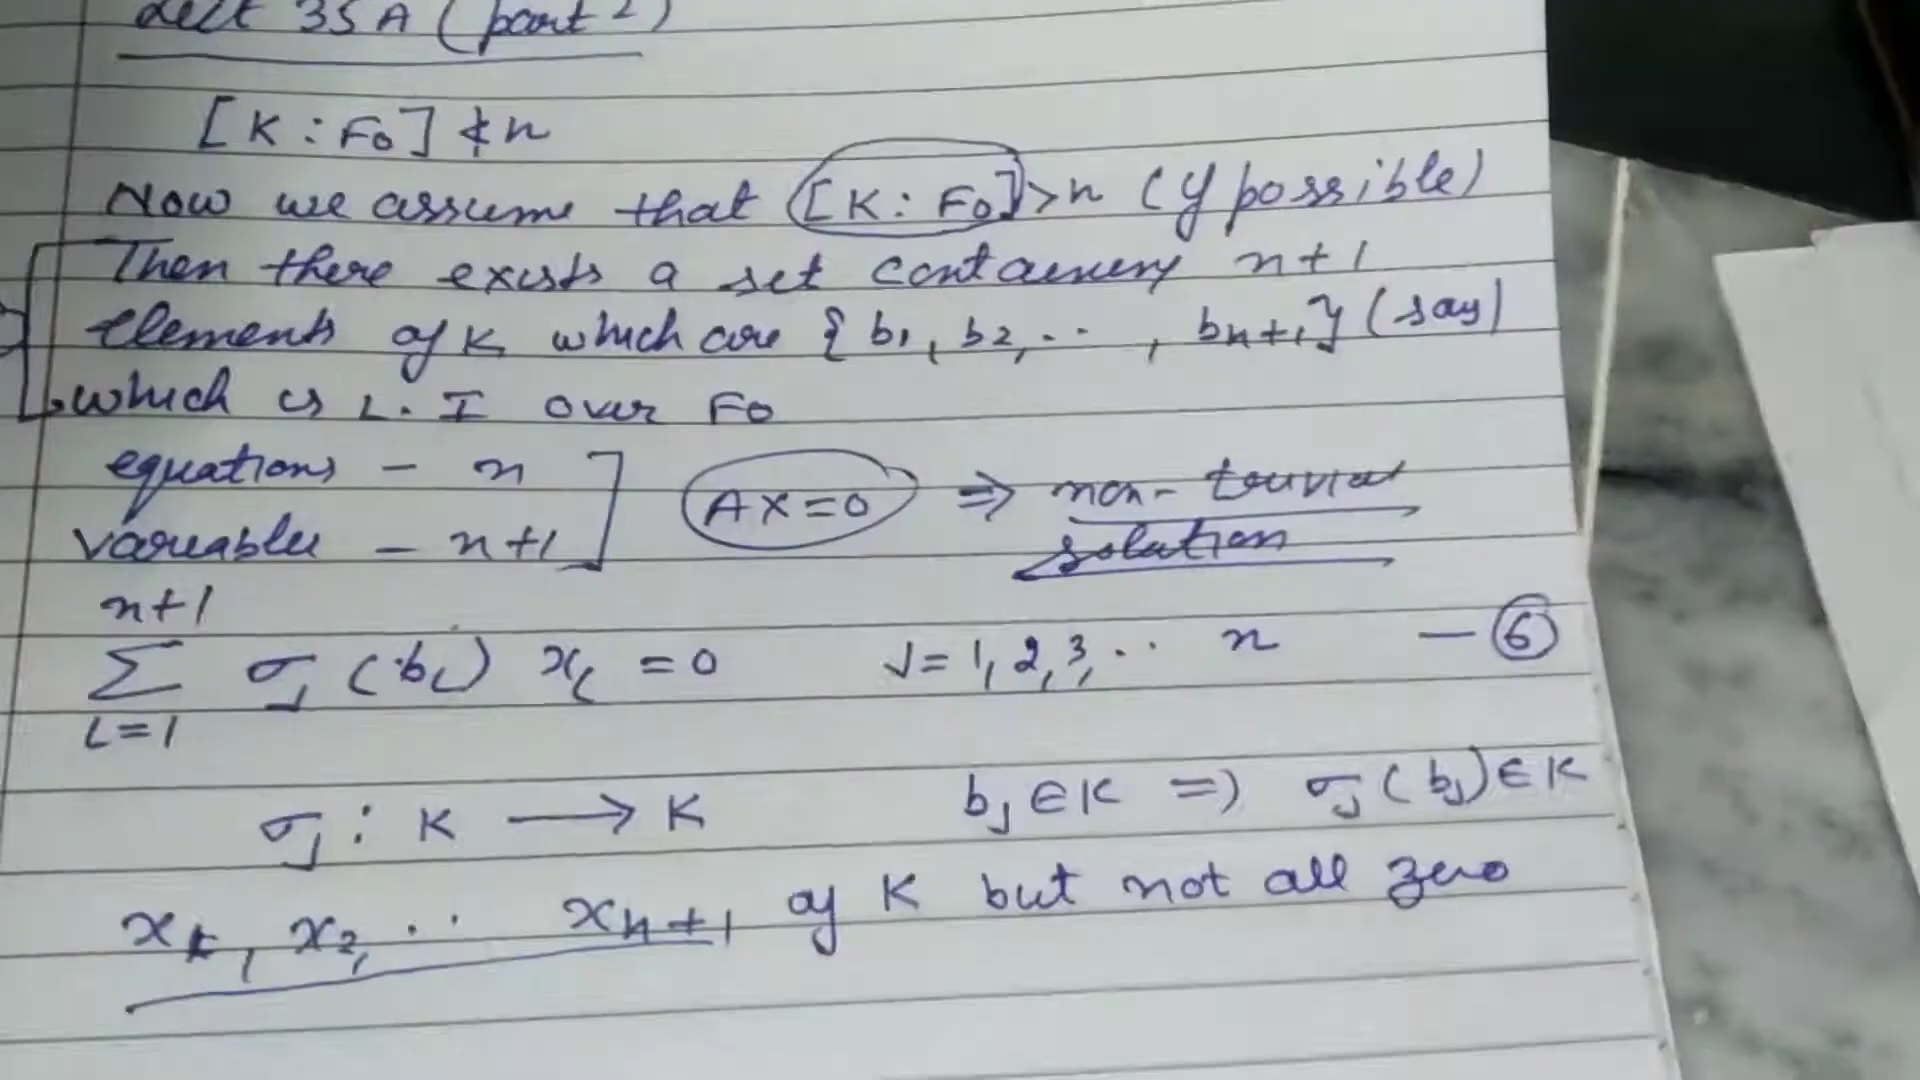 Lect 35A (part 2)
[K : F₀] ≮ n
Now we assume that [K : F₀] > n (if possible)
Then there exists a set containing n+1
elements of K which are { b₁, b₂, .. , bₙ₊₁ } (say)
which is L.I over F₀
equations - n
variables - n+1 ] AX=0 ⇒ non-trivial solution
n+1
∑ σⱼ (bᵢ) xᵢ = 0 j = 1, 2, 3, .. n — ⑥
i=1
σⱼ : K ⟶ K bⱼ ∈ K ⇒ σⱼ (bⱼ) ∈ K
x₁, x₂, .. xₙ₊₁ of K but not all zero